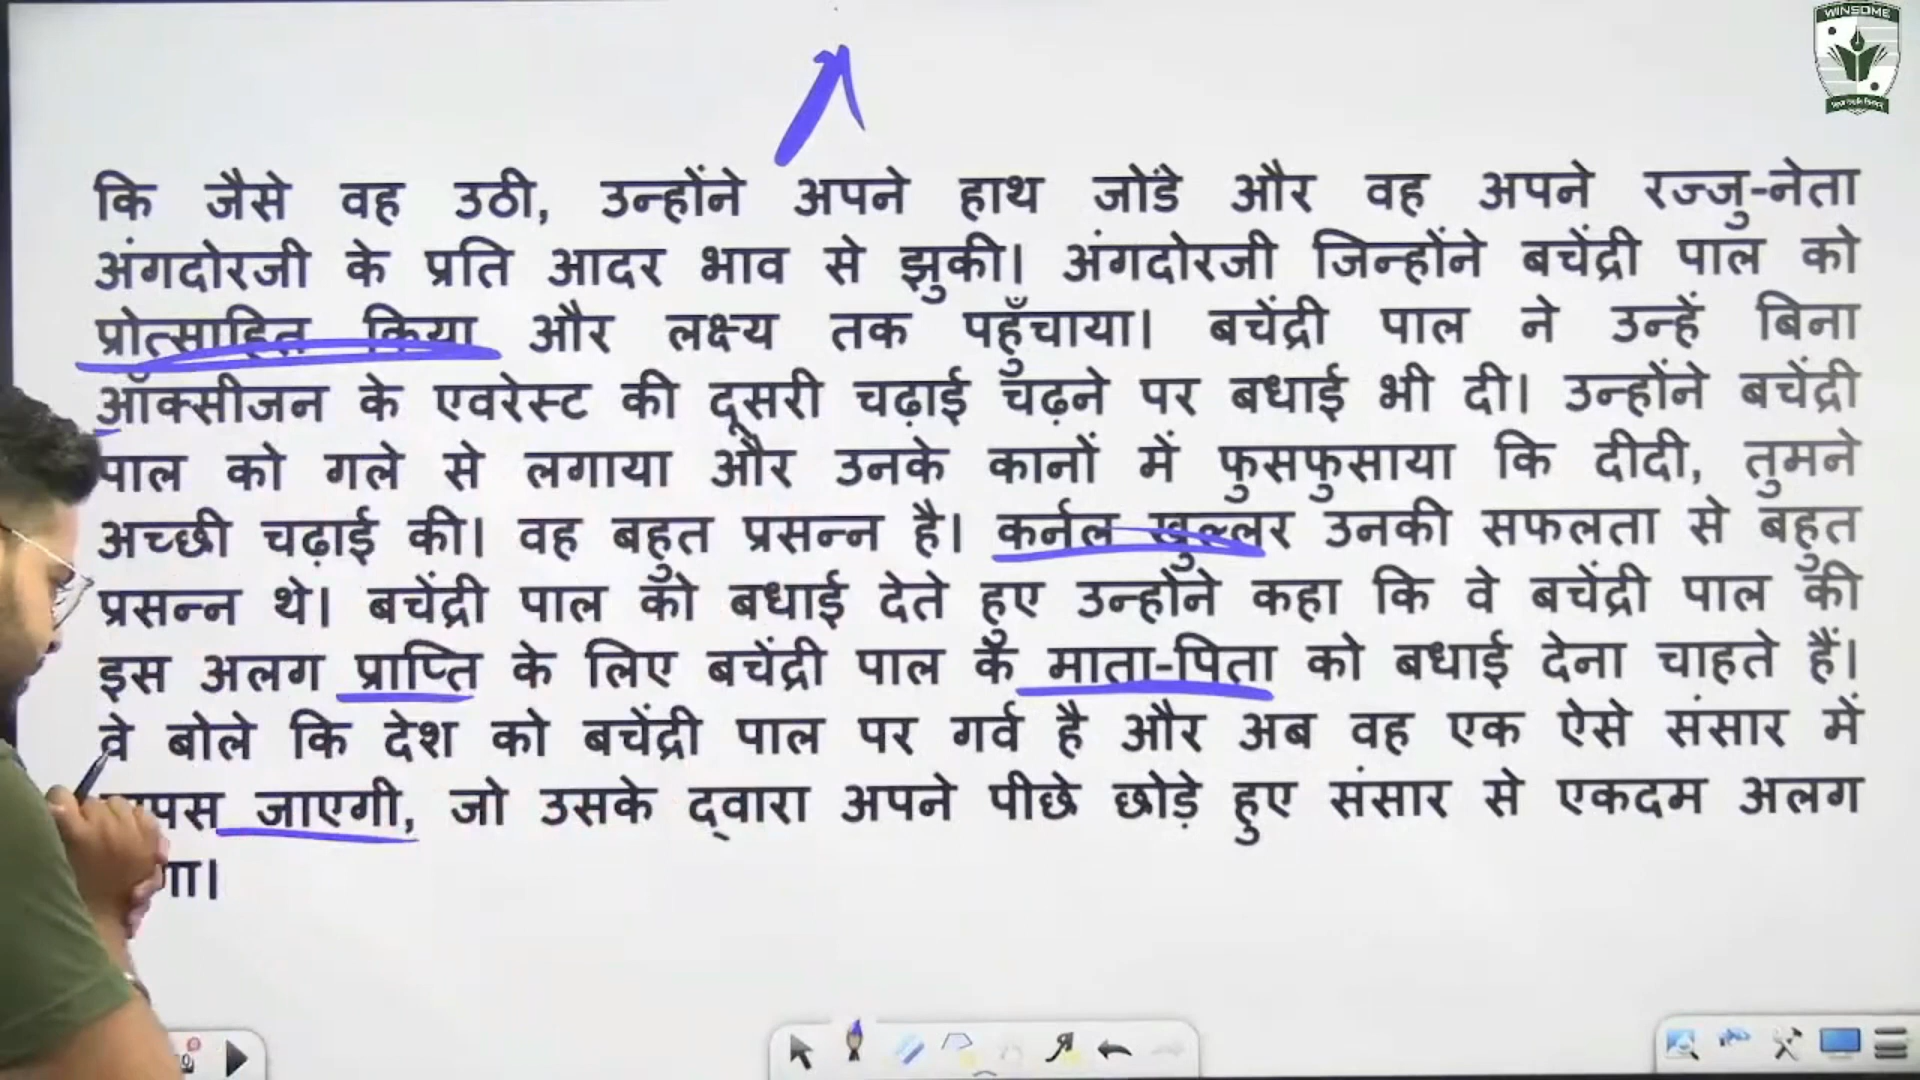 WINSOME
कि जैसे वह उठी, उन्होंने अपने हाथ जोंडे और वह अपने रज्जु-नेता
अंगदोरजी के प्रति आदर भाव से झुकी। अंगदोरजी जिन्होंने बचेंद्री पाल को
प्रोत्साहित किया और लक्ष्य तक पहुँचाया। बचेंद्री पाल ने उन्हें बिना
ऑक्सीजन के एवरेस्ट की दूसरी चढ़ाई चढ़ने पर बधाई भी दी। उन्होंने बचेंद्री
पाल को गले से लगाया और उनके कानों में फुसफुसाया कि दीदी, तुमने
अच्छी चढ़ाई की। वह बहुत प्रसन्न है। कर्नल खुल्लर उनकी सफलता से बहुत
प्रसन्न थे। बचेंद्री पाल को बधाई देते हुए उन्होंने कहा कि वे बचेंद्री पाल की
इस अलग प्राप्ति के लिए बचेंद्री पाल के माता-पिता को बधाई देना चाहते हैं।
वे बोले कि देश को बचेंद्री पाल पर गर्व है और अब वह एक ऐसे संसार में
जाएगी, जो उसके द्वारा अपने पीछे छोड़े हुए संसार से एकदम अलग